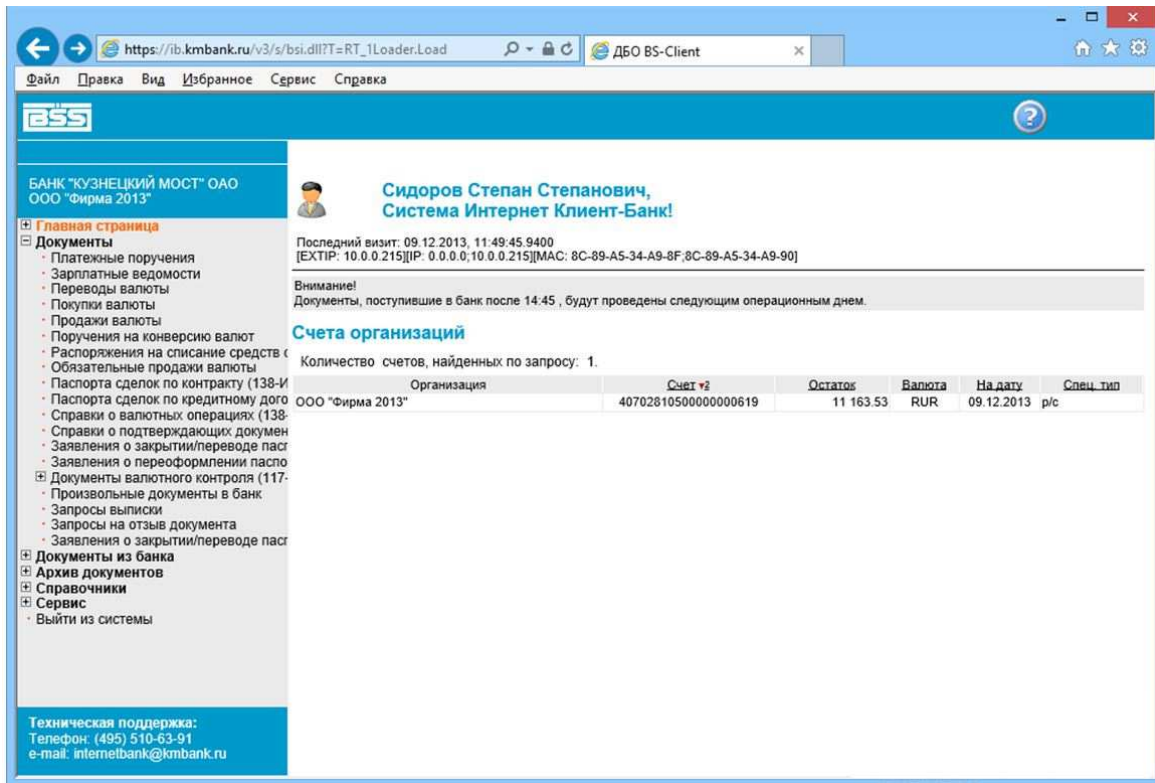 https://ib.kmbank.ru/v3/s/bsi.dll?T=RT_1Loader.Load
ДБО BS-Client
Файл Правка Вид Избранное Сервис Справка
BSS
БАНК "КУЗНЕЦКИЙ МОСТ" ОАО
ООО "Фирма 2013"
Главная страница
Документы
Платежные поручения
Зарплатные ведомости
Переводы валюты
Покупки валюты
Продажи валюты
Поручения на конверсию валют
Распоряжения на списание средств с
Обязательные продажи валюты
Паспорта сделок по контракту (138-И
Паспорта сделок по кредитному дого
Справки о валютных операциях (138-
Справки о подтверждающих докумен
Заявления о закрытии/переводе пасп
Заявления о переоформлении паспо
Документы валютного контроля (117-
Произвольные документы в банк
Запросы выписки
Запросы на отзыв документа
Заявления о закрытии/переводе пасп
Документы из банка
Архив документов
Справочники
Сервис
Выйти из системы
Техническая поддержка:
Телефон: (495) 510-63-91
e-mail: internetbank@kmbank.ru
Сидоров Степан Степанович,
Система Интернет Клиент-Банк!
Последний визит: 09.12.2013, 11:49:45.9400
[EXTIP: 10.0.0.215][IP: 0.0.0.0;10.0.0.215][MAC: 8C-89-A5-34-A9-8F;8C-89-A5-34-A9-90]
Внимание!
Документы, поступившие в банк после 14:45 , будут проведены следующим операционным днем.
Счета организаций
Количество счетов, найденных по запросу: 1.
Организация Счет 2 Остаток Валюта На дату Спец. тип
ООО "Фирма 2013" 40702810500000000619 11 163.53 RUR 09.12.2013 р/с